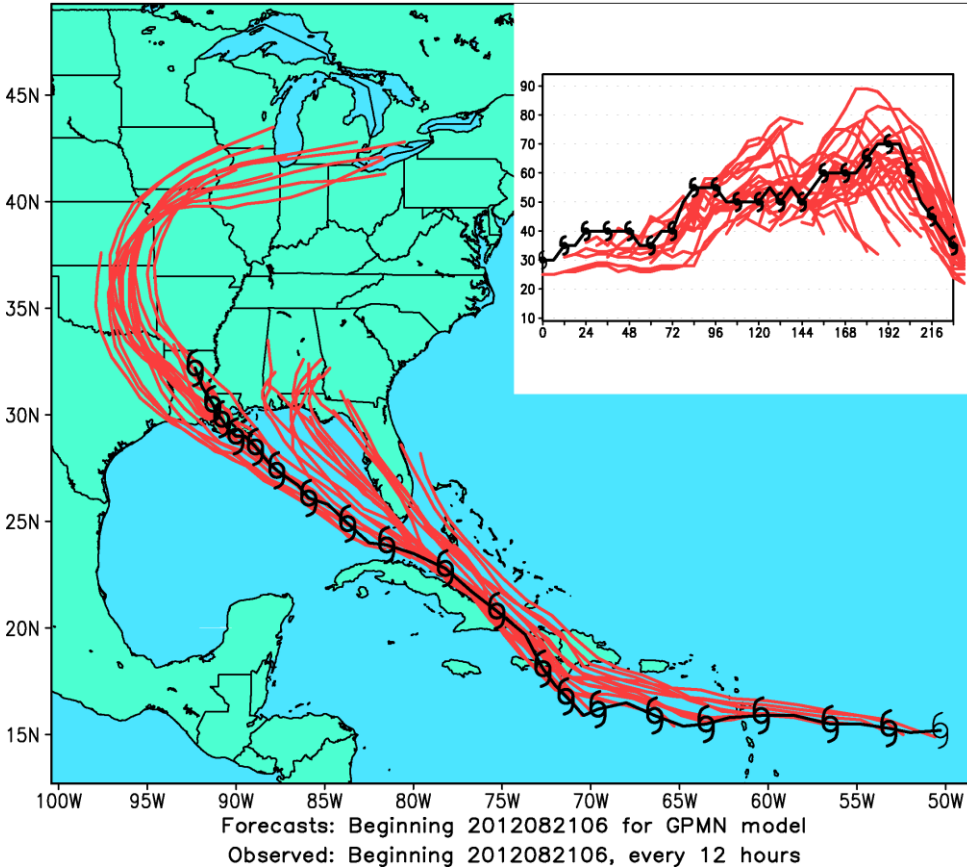 90
80
70
60
50
40
30
20
10
0 24 48 72 96 120 144 168 192 216
45N
40N
35N
30N
25N
20N
15N
100W 95W 90W 85W 80W 75W 70W 65W 60W 55W 50W
Forecasts: Beginning 2012082106 for GPMN model
Observed: Beginning 2012082106, every 12 hours